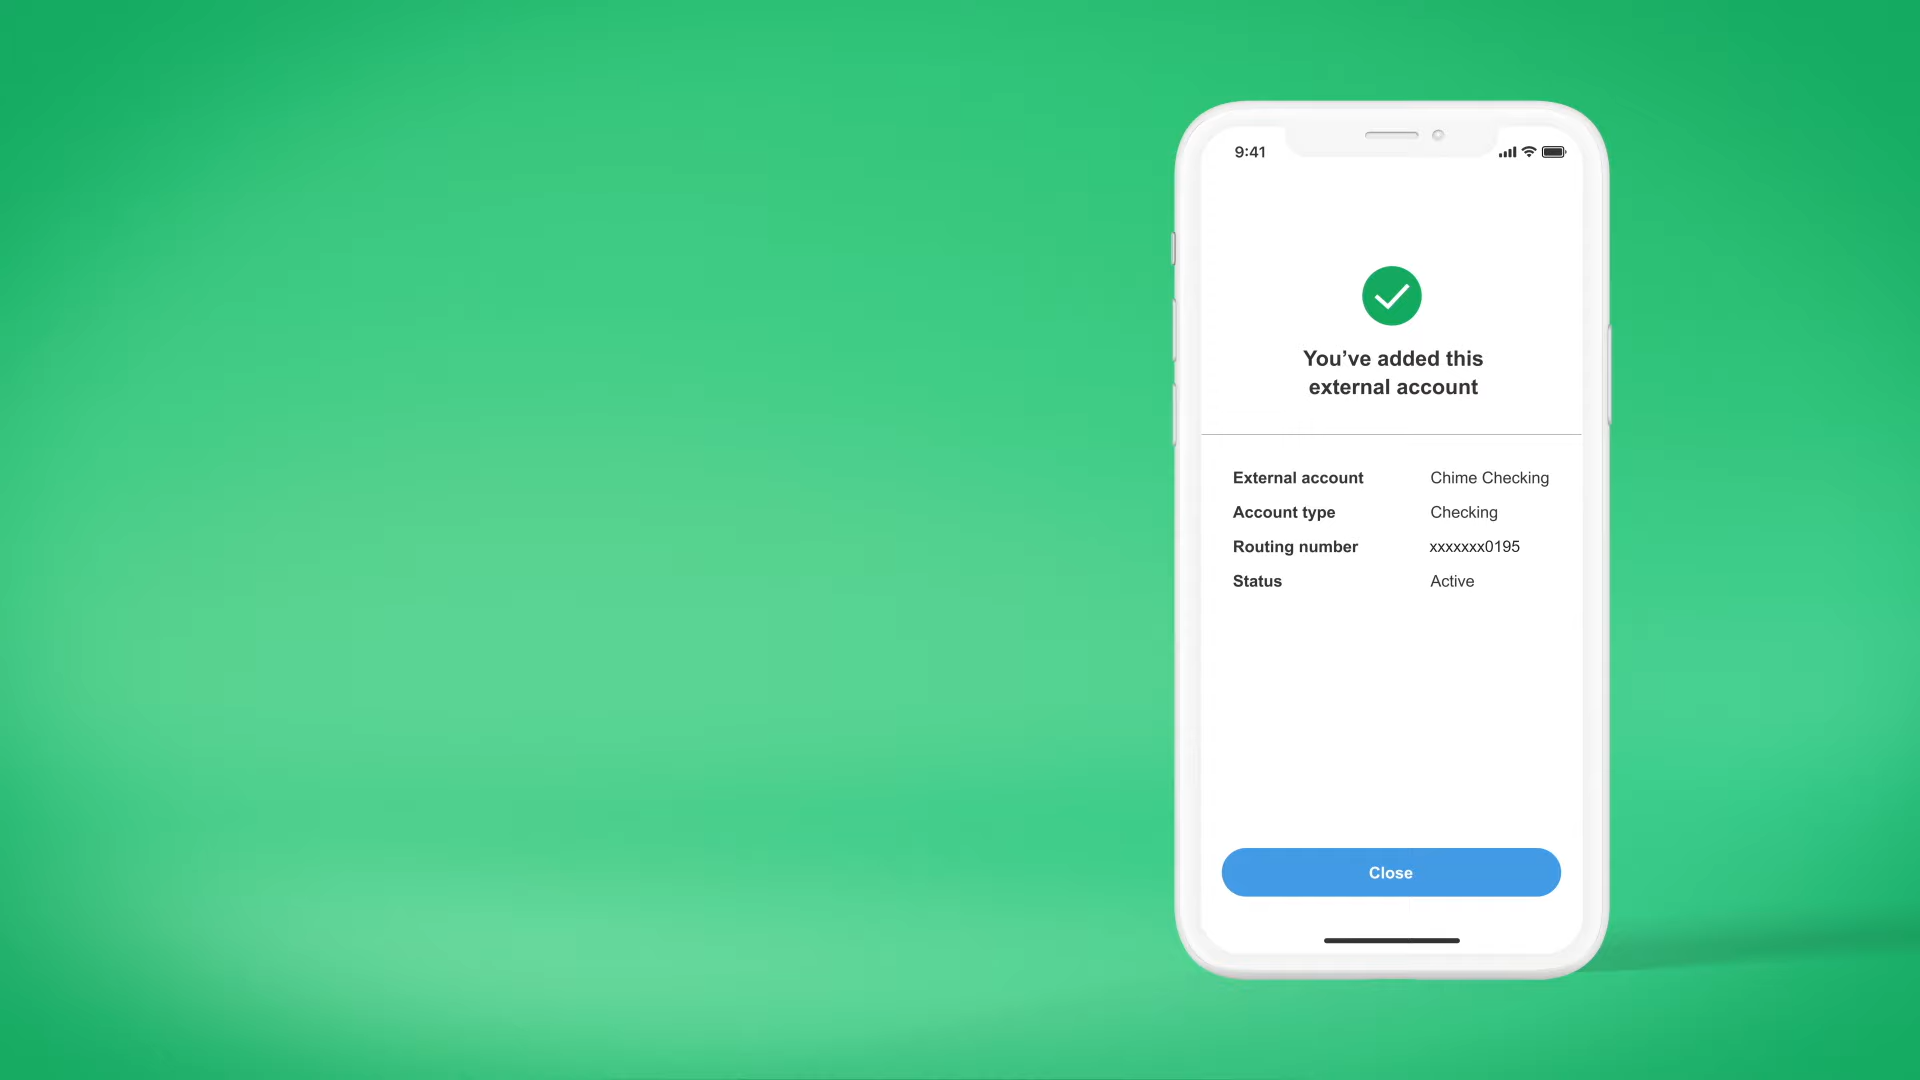 9:41
You’ve added this
external account
External account Chime Checking
Account type Checking
Routing number xxxxxxx0195
Status Active
Close